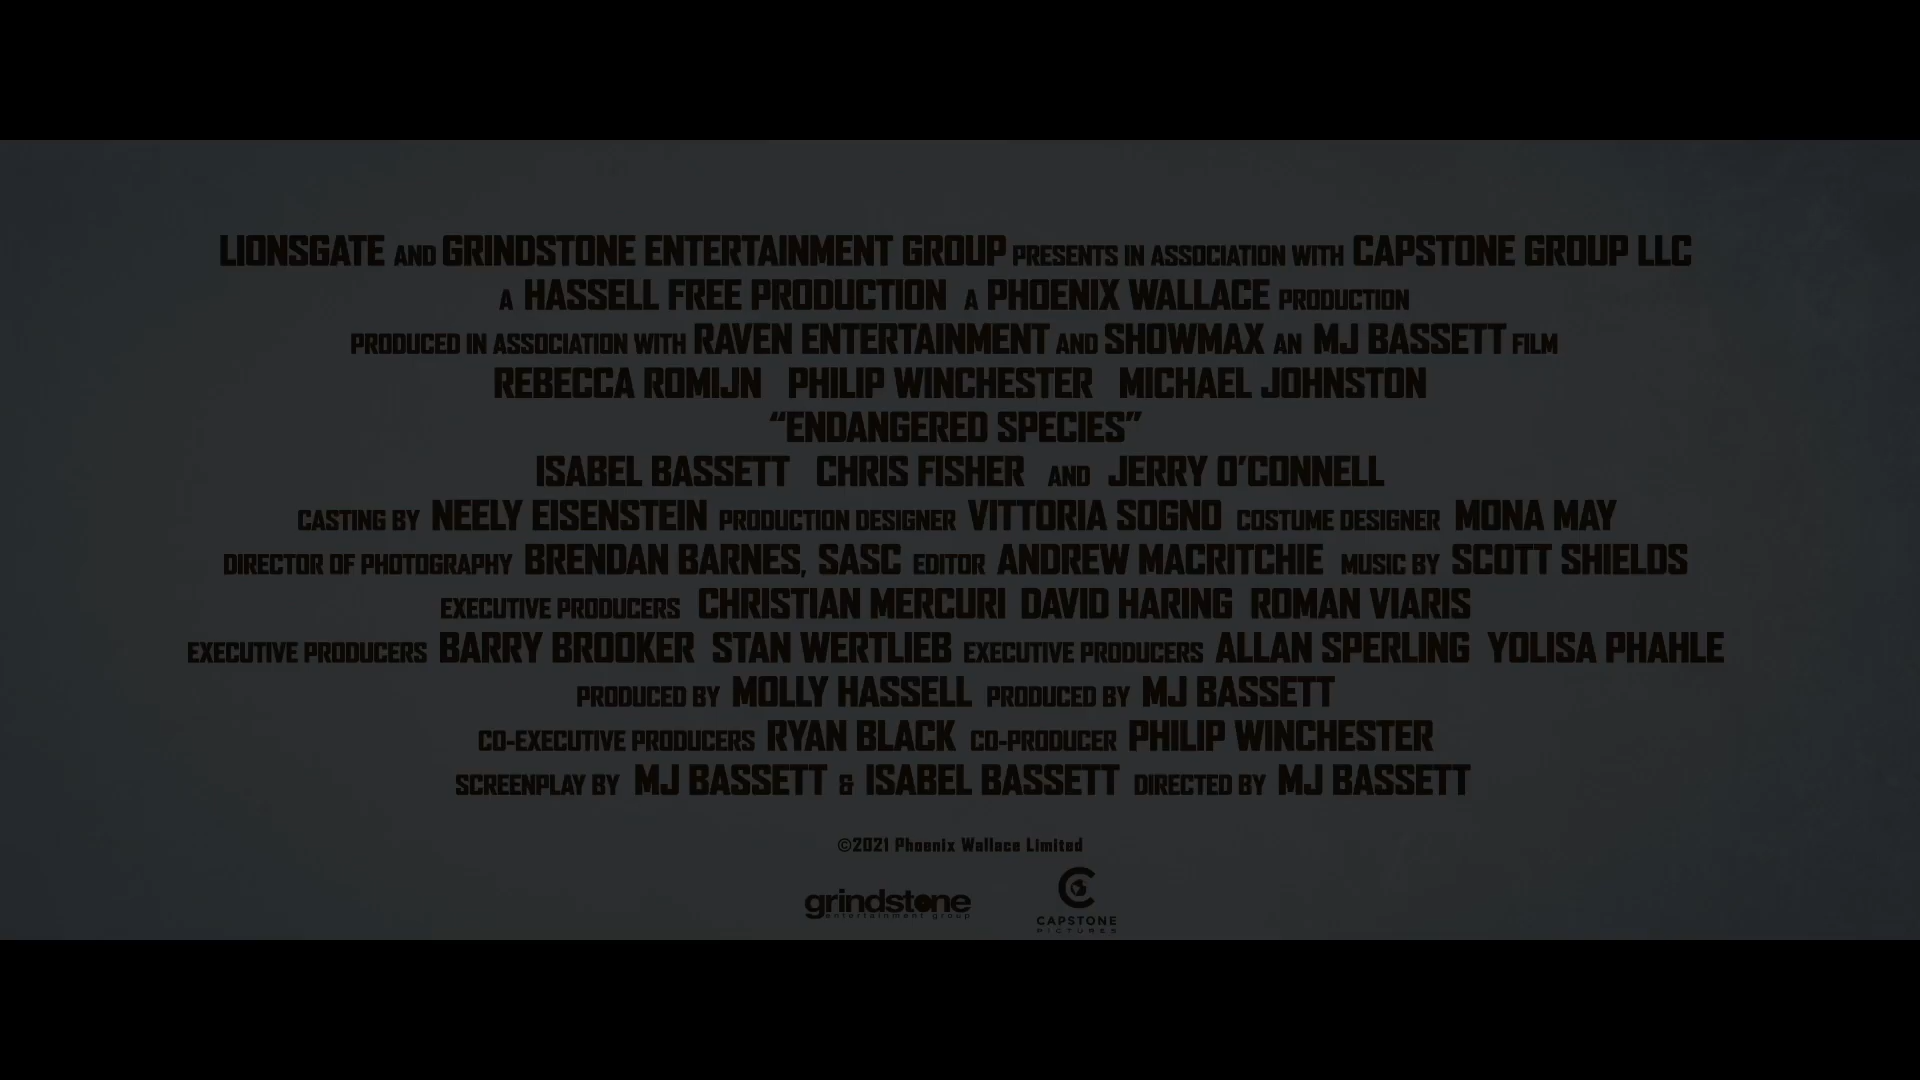 LIONSGATE AND GRINDSTONE ENTERTAINMENT GROUP PRESENTS IN ASSOCIATION WITH CAPSTONE GROUP LLC
A HASSELL FREE PRODUCTION A PHOENIX WALLACE PRODUCTION
PRODUCED IN ASSOCIATION WITH RAVEN ENTERTAINMENT AND SHOWMAX AN MJ BASSETT FILM
REBECCA ROMIJN PHILIP WINCHESTER MICHAEL JOHNSTON
“ENDANGERED SPECIES”
ISABEL BASSETT CHRIS FISHER AND JERRY O’CONNELL
CASTING BY NEELY EISENSTEIN PRODUCTION DESIGNER VITTORIA SOGNO COSTUME DESIGNER MONA MAY
DIRECTOR OF PHOTOGRAPHY BRENDAN BARNES, SASC EDITOR ANDREW MACRITCHIE MUSIC BY SCOTT SHIELDS
EXECUTIVE PRODUCERS CHRISTIAN MERCURI DAVID HARING ROMAN VIARIS
EXECUTIVE PRODUCERS BARRY BROOKER STAN WERTLIEB EXECUTIVE PRODUCERS ALLAN SPERLING YOLISA PHAHLE
PRODUCED BY MOLLY HASSELL PRODUCED BY MJ BASSETT
CO-EXECUTIVE PRODUCERS RYAN BLACK CO-PRODUCER PHILIP WINCHESTER
SCREENPLAY BY MJ BASSETT & ISABEL BASSETT DIRECTED BY MJ BASSETT
©2021 Phoenix Wallace Limited
grindstone
entertainment group
CAPSTONE
PICTURES